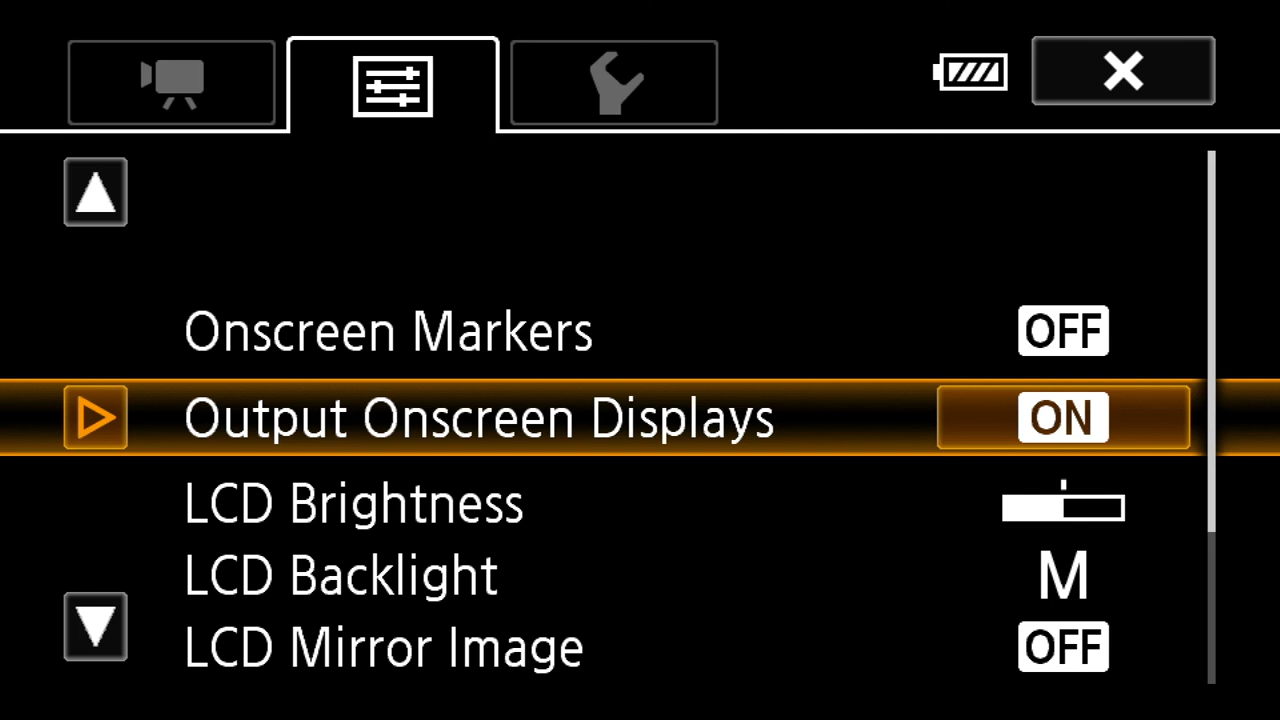 Onscreen Markers OFF
Output Onscreen Displays ON
LCD Brightness
LCD Backlight M
LCD Mirror Image OFF